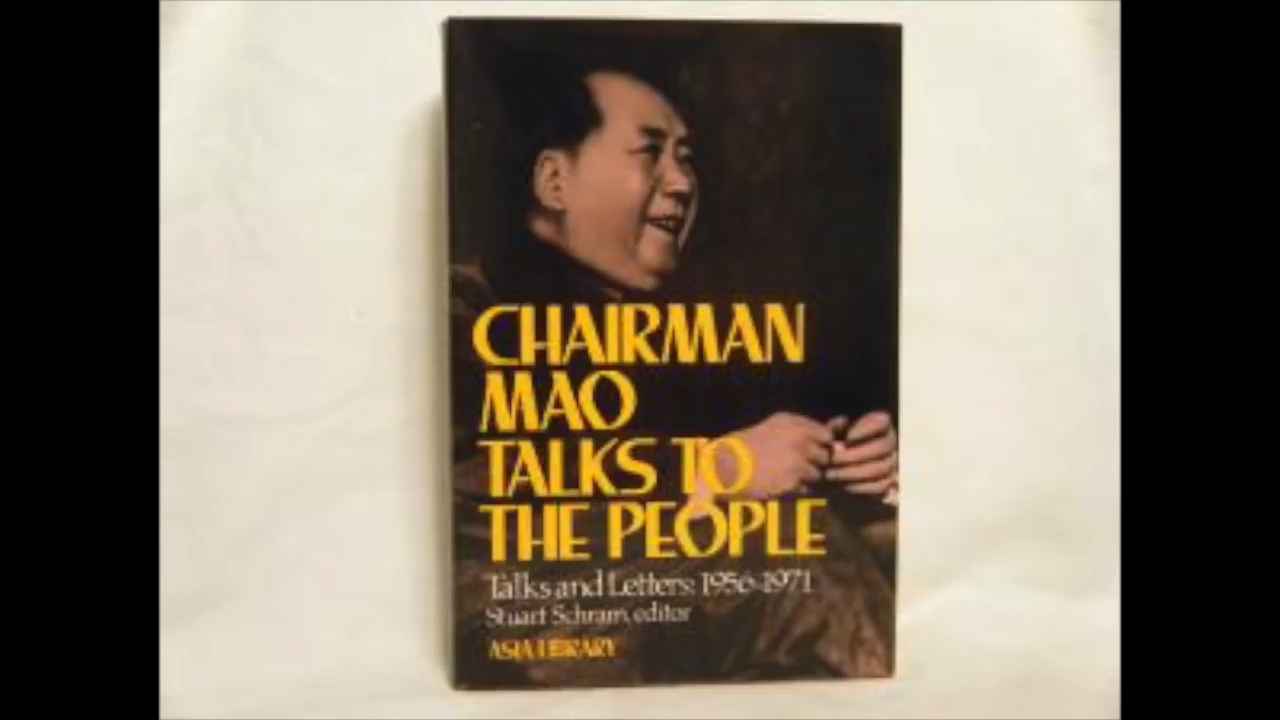 CHAIRMAN
MAO
TALKS TO
THE PEOPLE
Talks and Letters: 1956-1971
Stuart Schram, editor
ASIA LIBRARY